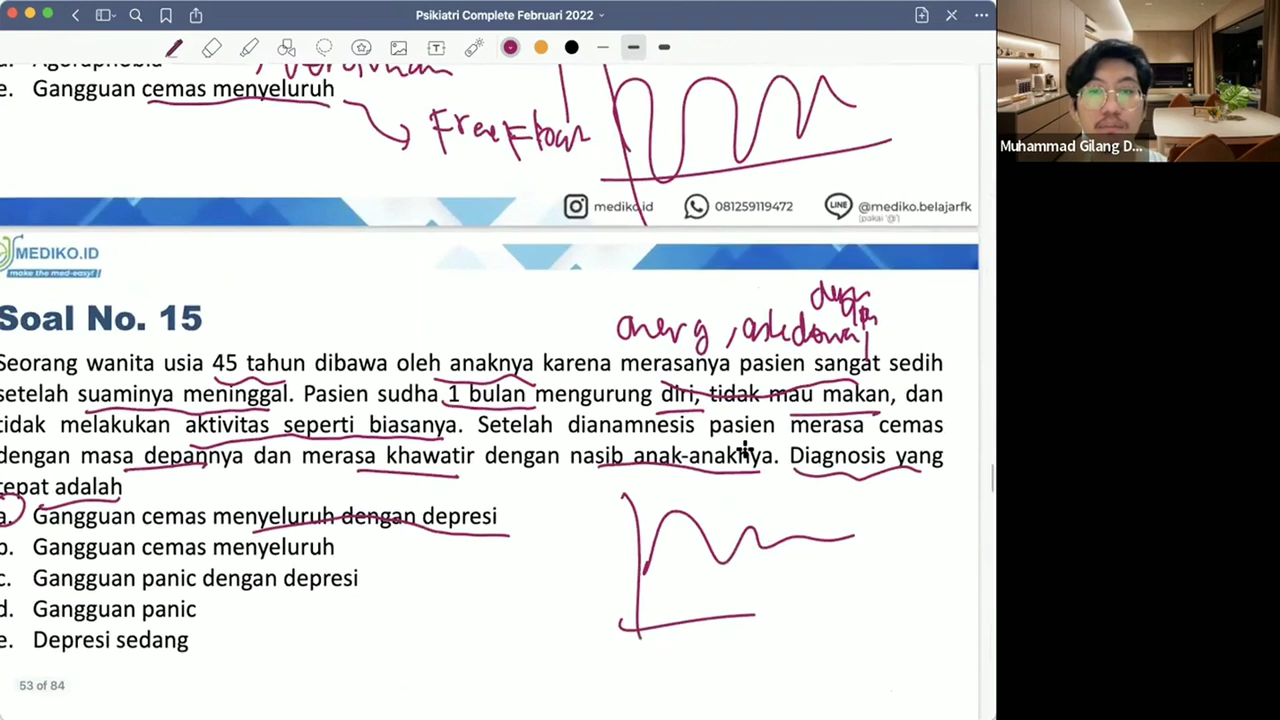 Psikiatri Complete Februari 2022
e. Gangguan cemas menyeluruh
Free Float
mediko.id 081259119472 LINE @mediko.belajarfk
(pakai '@')
MEDIKO.ID
make the med-easy!
Soal No. 15
Seorang wanita usia 45 tahun dibawa oleh anaknya karena merasanya pasien sangat sedih
setelah suaminya meninggal. Pasien sudha 1 bulan mengurung diri, tidak mau makan, dan
tidak melakukan aktivitas seperti biasanya. Setelah dianamnesis pasien merasa cemas
dengan masa depannya dan merasa khawatir dengan nasib anak-anaknya. Diagnosis yang
tepat adalah
a. Gangguan cemas menyeluruh dengan depresi
b. Gangguan cemas menyeluruh
c. Gangguan panic dengan depresi
d. Gangguan panic
e. Depresi sedang
53 of 84
Muhammad Gilang D...